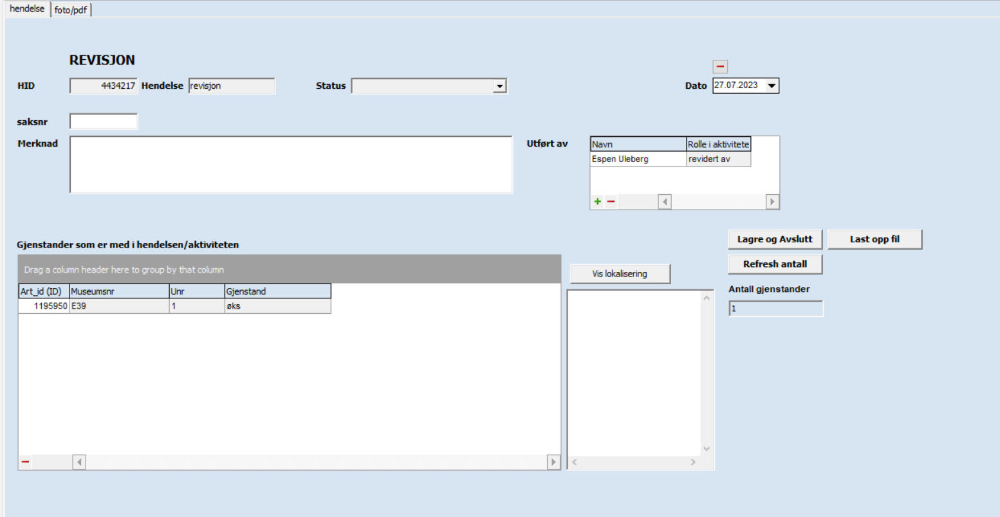 hendelse foto/pdf
REVISJON
HID 4434217 Hendelse revisjon Status Dato 27.07.2023
saksnr
Merknad Utført av Navn Rolle i aktivitete
Espen Uleberg revidert av
Lagre og Avslutt Last opp fil
Gjenstander som er med i hendelsen/aktiviteten
Refresh antall
Drag a column header here to group by that column
Vis lokalisering
Art_id (ID) Museumsnr Unr Gjenstand Antall gjenstander
1195950 E39 1 øks 1